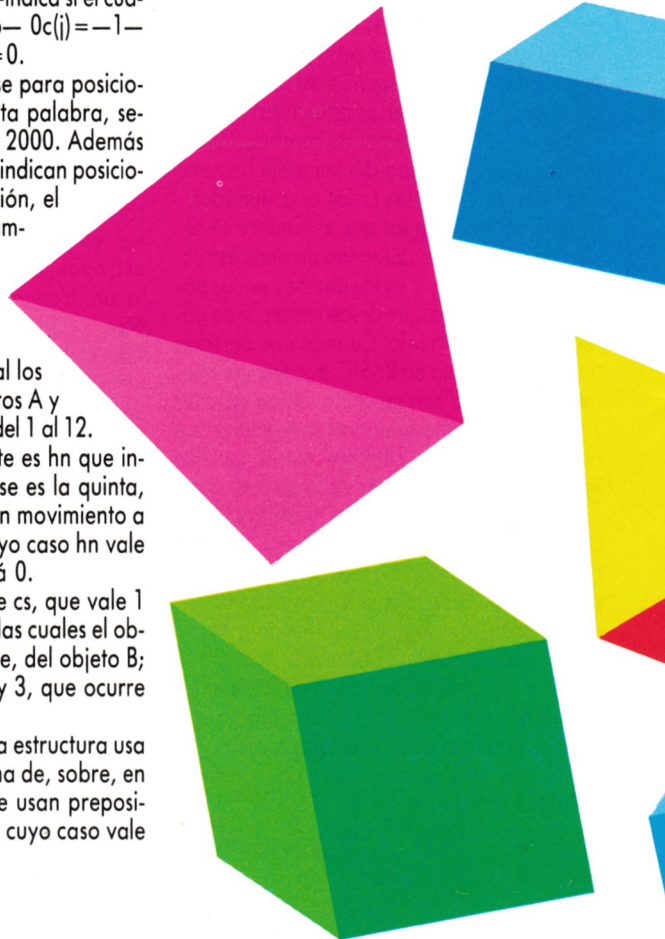 indica si el cua-
— 0c(j)=—1—
=0.
se para posicio-
ta palabra, se-
2000. Además
indican posicio-
ión, el
m-
al los
ros A y
del 1 al 12.
te es hn que in-
se es la quinta,
n movimiento a
yo caso hn vale
á 0.
e cs, que vale 1
las cuales el ob-
e, del objeto B;
y 3, que ocurre
a estructura usa
na de, sobre, en
e usan preposi-
cuyo caso vale